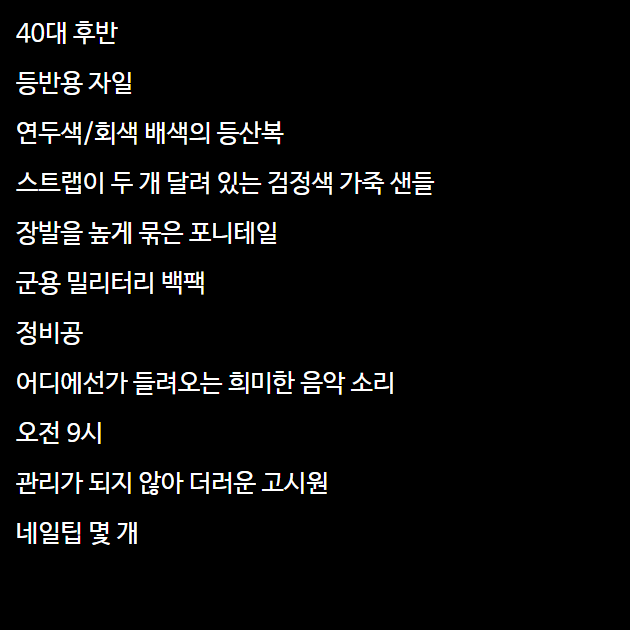 40대 후반
등반용 자일
연두색/회색 배색의 등산복
스트랩이 두 개 달려 있는 검정색 가죽 샌들
장발을 높게 묶은 포니테일
군용 밀리터리 백팩
정비공
어디에선가 들려오는 희미한 음악 소리
오전 9시
관리가 되지 않아 더러운 고시원
네일팁 몇 개